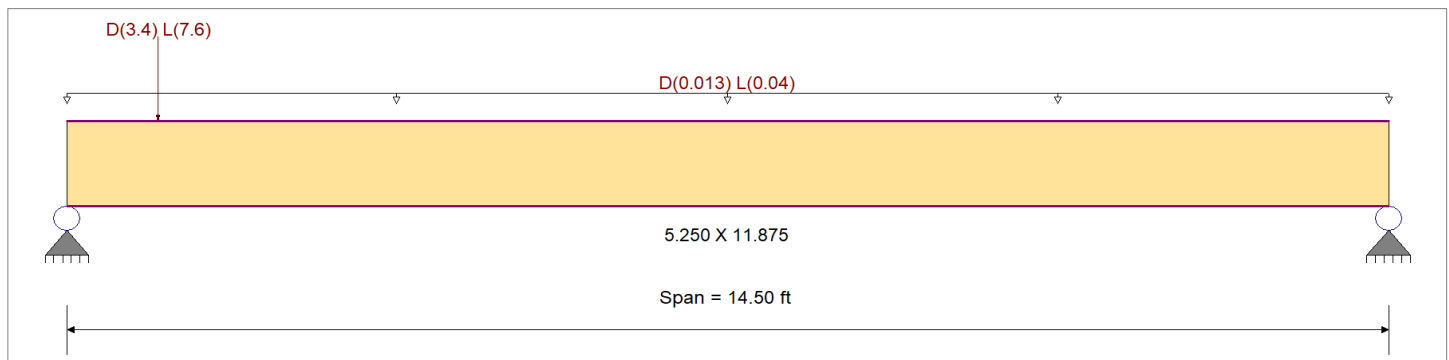 D(3.4) L(7.6)
D(0.013) L(0.04)
5.250 X 11.875
Span = 14.50 ft